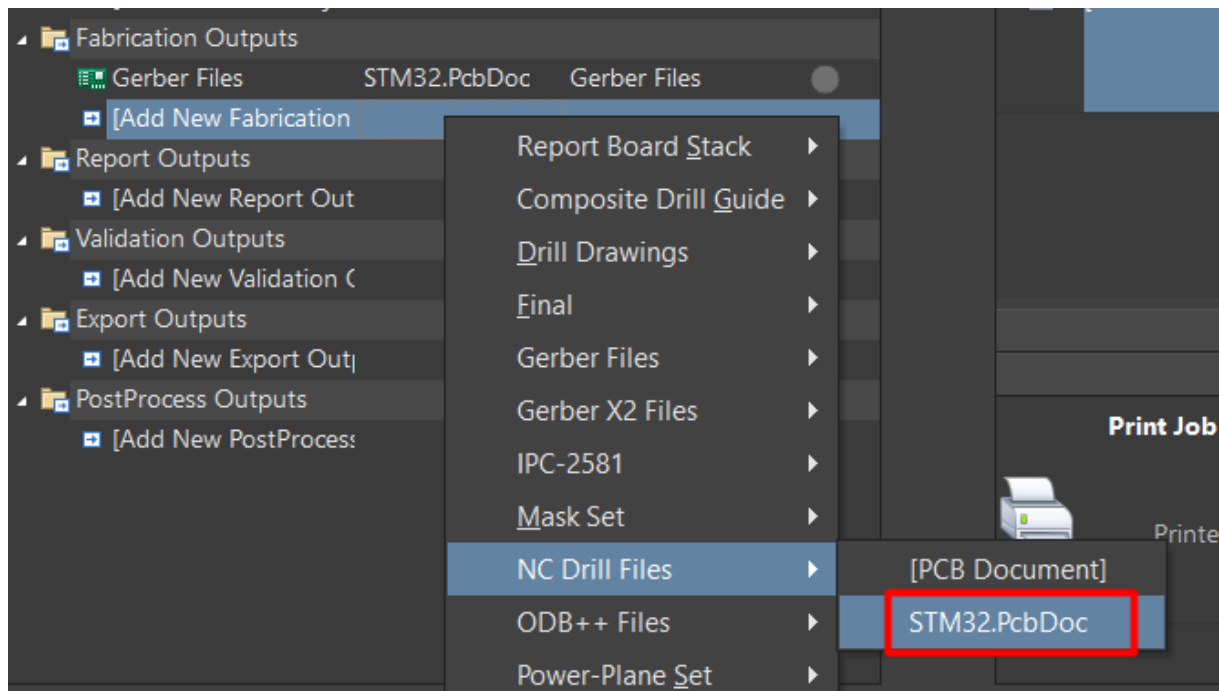 Fabrication Outputs
Gerber Files STM32.PcbDoc Gerber Files
[Add New Fabrication
Report Outputs
[Add New Report Out
Validation Outputs
[Add New Validation
Export Outputs
[Add New Export Out
PostProcess Outputs
[Add New PostProcess
Report Board Stack
Composite Drill Guide
Drill Drawings
Final
Gerber Files
Gerber X2 Files
IPC-2581
Mask Set
NC Drill Files
ODB++ Files
Power-Plane Set
[PCB Document]
STM32.PcbDoc
Print Job
Printe